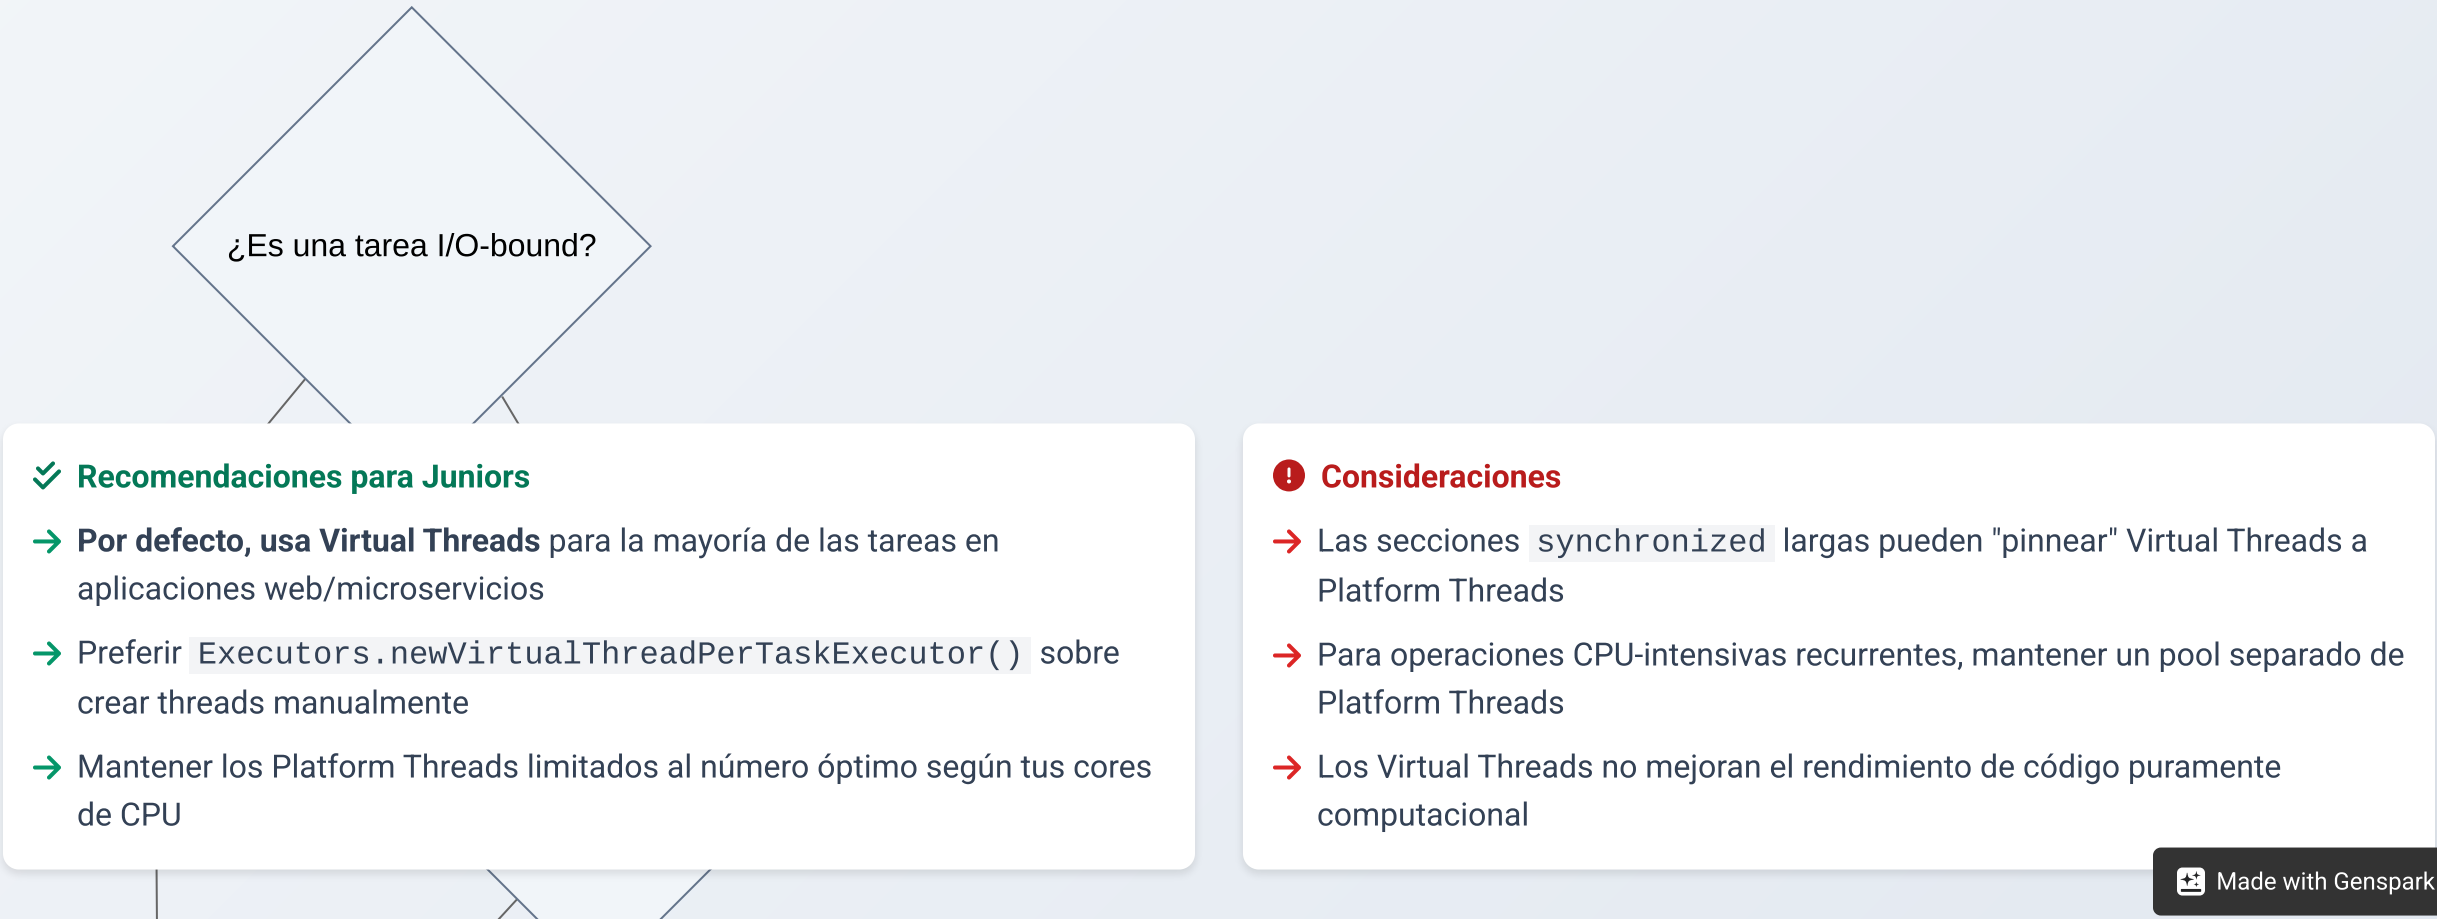 ¿Es una tarea I/O-bound?
Recomendaciones para Juniors
Por defecto, usa Virtual Threads para la mayoría de las tareas en
aplicaciones web/microservicios
Preferir Executors.newVirtualThreadPerTaskExecutor() sobre
crear threads manualmente
Mantener los Platform Threads limitados al número óptimo según tus cores
de CPU
Consideraciones
Las secciones synchronized largas pueden "pinnear" Virtual Threads a
Platform Threads
Para operaciones CPU-intensivas recurrentes, mantener un pool separado de
Platform Threads
Los Virtual Threads no mejoran el rendimiento de código puramente
computacional
Made with Genspark